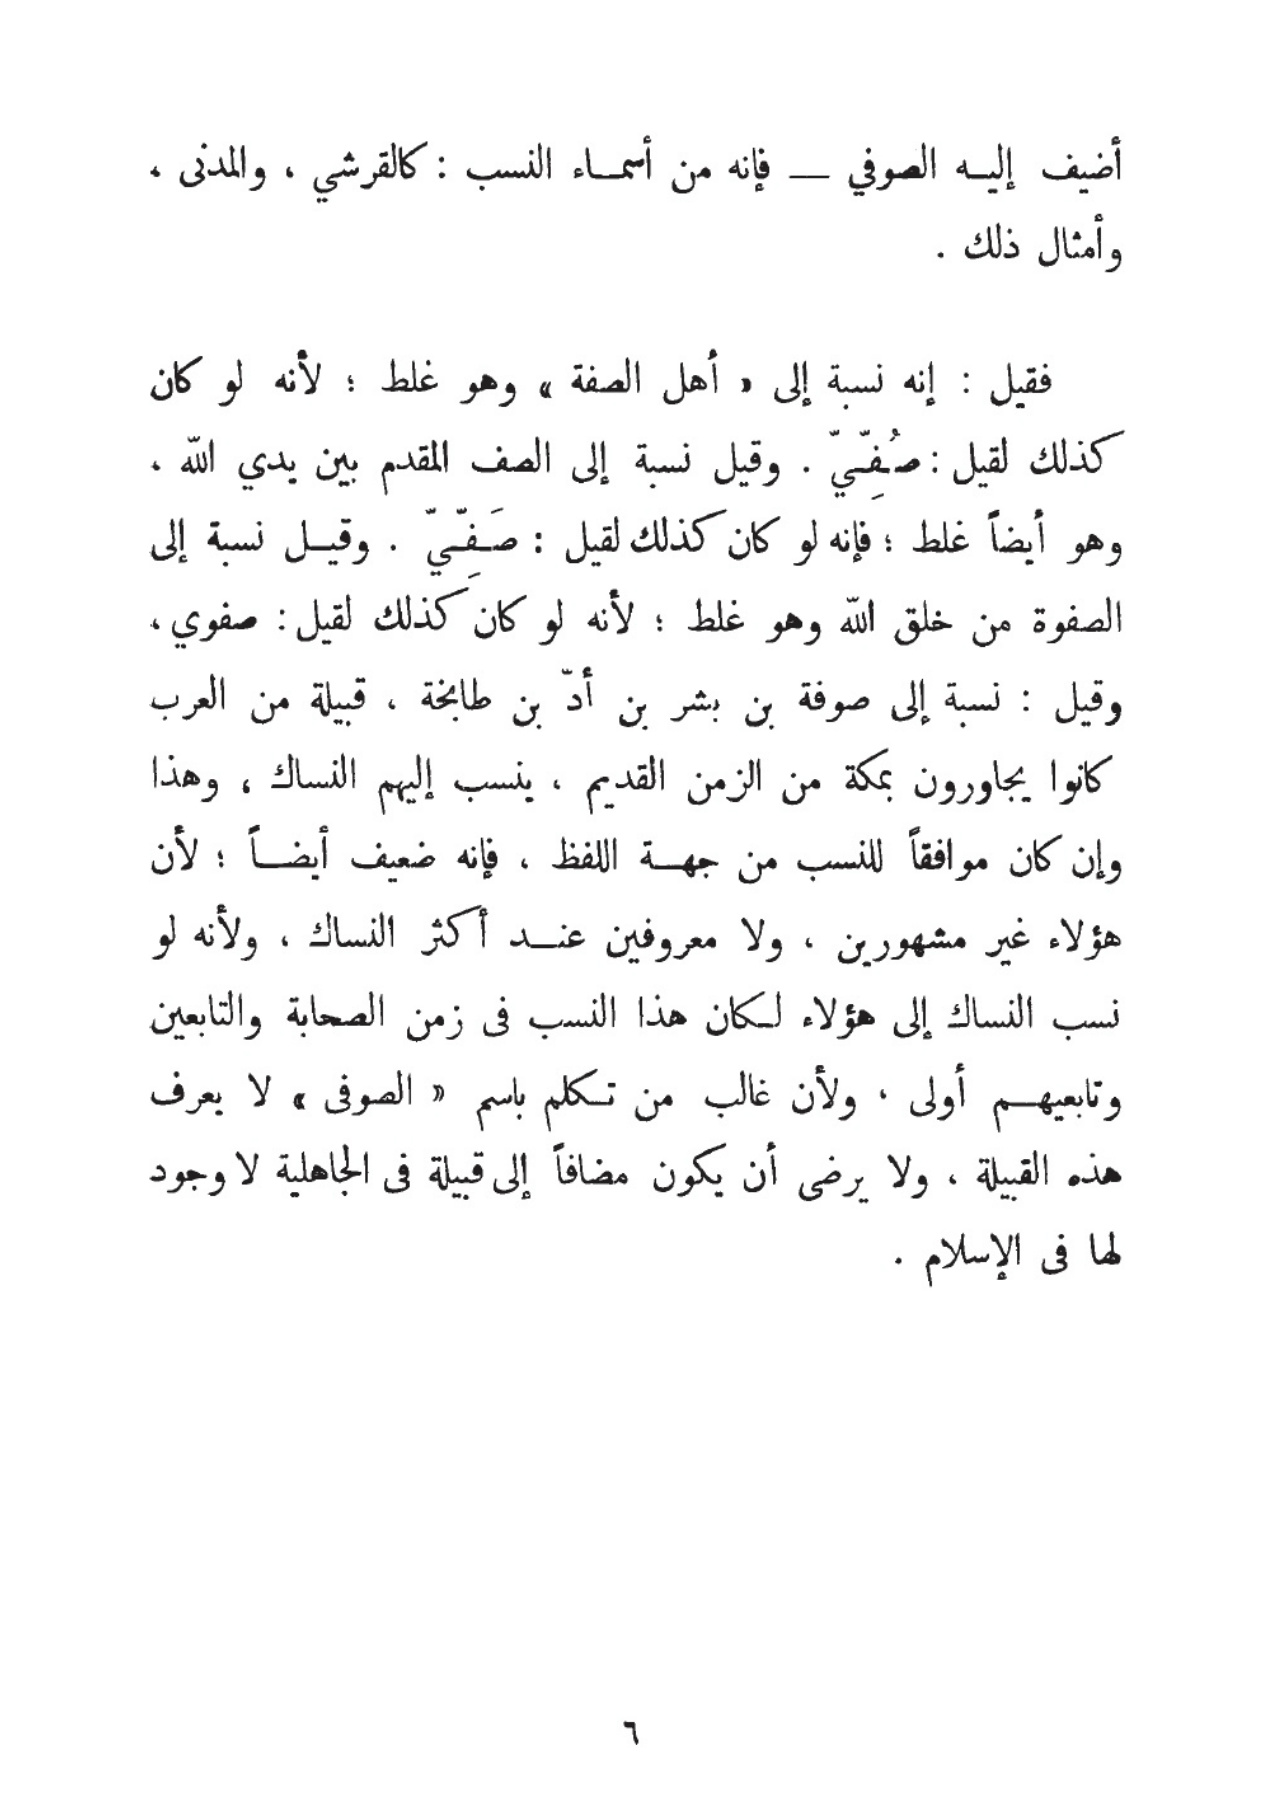 أضيف إليه الصوفي — فإنه من أسماء النسب : كالقرشي ، والمدنى ،
وأمثال ذلك .
فقيل : إنه نسبة إلى « أهل الصفة » وهو غلط ؛ لأنه لو كان
كذلك لقيل : صُفِّيّ . وقيل نسبة إلى الصف المقدم بين يدي الله ،
وهو أيضاً غلط ؛ فإنه لو كان كذلك لقيل : صَفِّيّ . وقيل نسبة إلى
الصفوة من خلق الله وهو غلط ؛ لأنه لو كان كذلك لقيل : صفوي ،
وقيل : نسبة إلى صوفة بن بشر بن أدّ بن طابخة ، قبيلة من العرب
كانوا يجاورون بمكة من الزمن القديم ، ينسب إليهم النساك ، وهذا
وإن كان موافقاً للنسب من جهة اللفظ ، فإنه ضعيف أيضاً ؛ لأن
هؤلاء غير مشهورين ، ولا معروفين عند أكثر النساك ، ولأنه لو
نسب النساك إلى هؤلاء لكان هذا النسب فى زمن الصحابة والتابعين
وتابعيهم أولى ، ولأن غالب من تكلم باسم « الصوفى » لا يعرف
هذه القبيلة ، ولا يرضى أن يكون مضافاً إلى قبيلة فى الجاهلية لا وجود
لها فى الإسلام .
٦